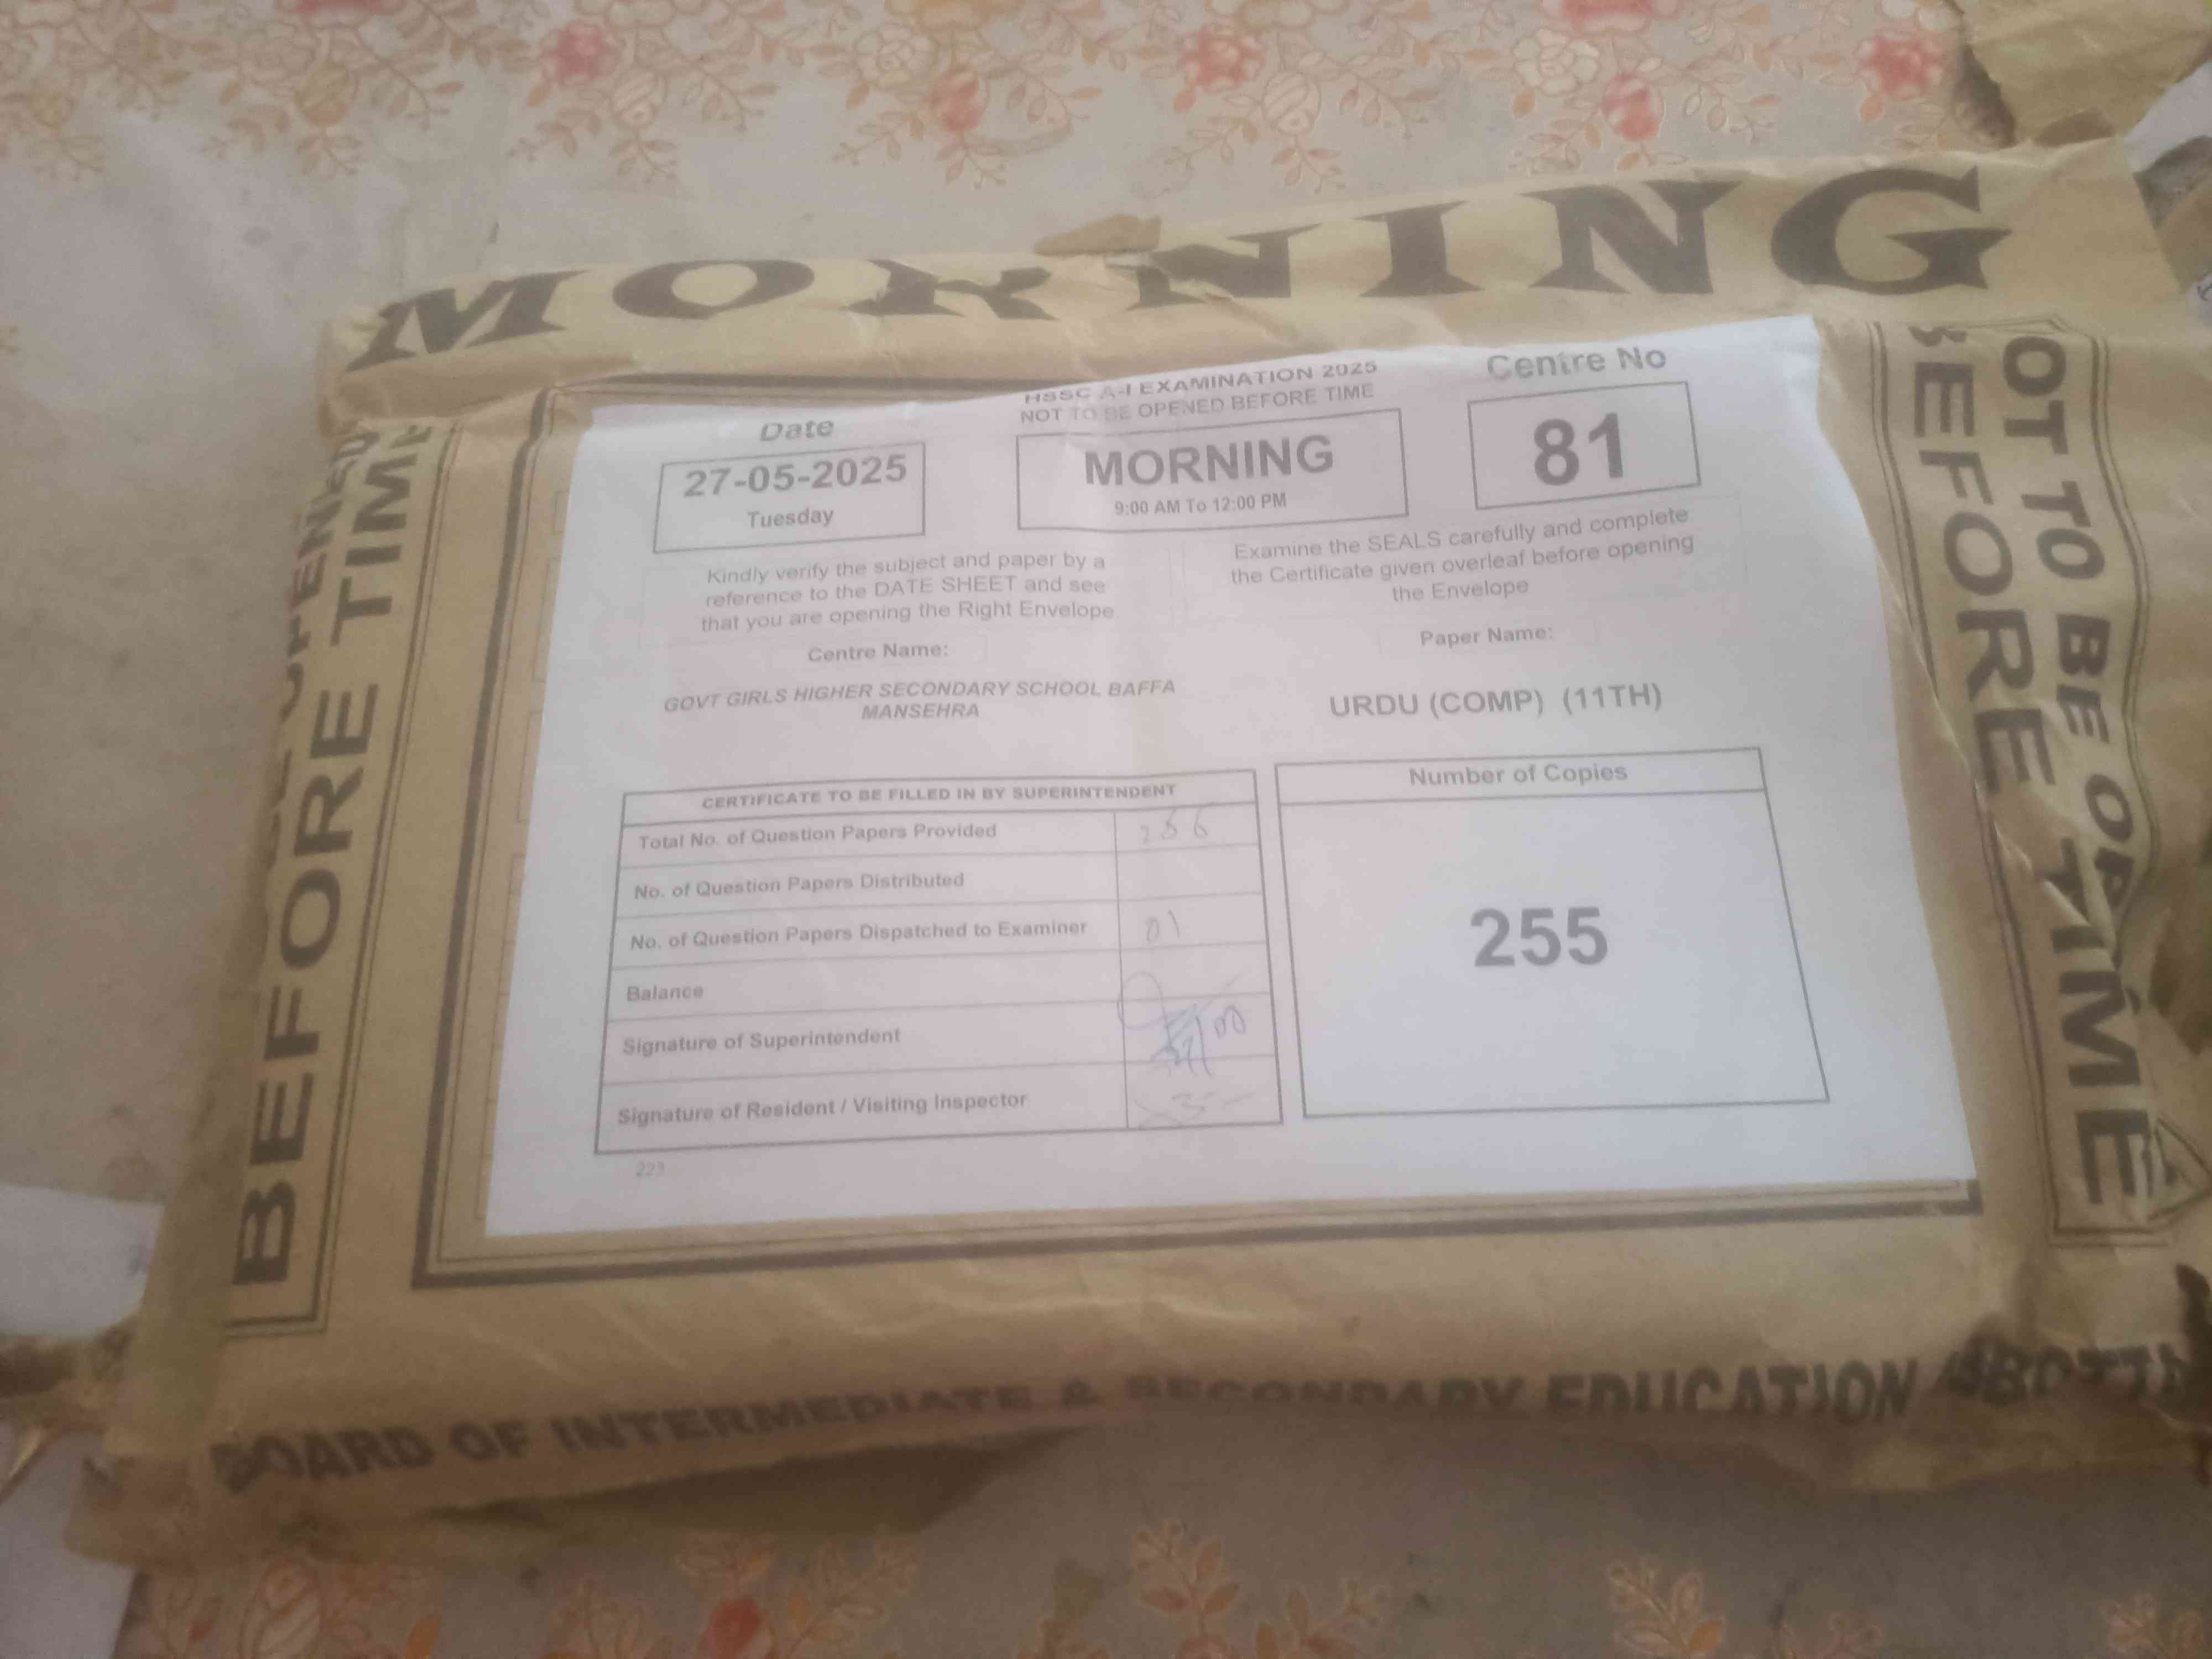 MORNING
HSSC A-I EXAMINATION 2025
NOT TO BE OPENED BEFORE TIME
Date
27-05-2025
Tuesday
MORNING
9:00 AM To 12:00 PM
Centre No
81
Kindly verify the subject and paper by a
reference to the DATE SHEET and see
that you are opening the Right Envelope.
Examine the SEALS carefully and complete
the Certificate given overleaf before opening
the Envelope
Centre Name:
GOVT GIRLS HIGHER SECONDARY SCHOOL BAFFA
MANSEHRA
Paper Name:
URDU (COMP) (11TH)
CERTIFICATE TO BE FILLED IN BY SUPERINTENDENT
Total No. of Question Papers Provided
No. of Question Papers Distributed
No. of Question Papers Dispatched to Examiner 01
Balance
Signature of Superintendent
Signature of Resident / Visiting Inspector
Number of Copies
255
223
BEFORE TIME
OT TO BE
BEFORE TIME
BOARD OF INTERMEDIATE & SECONDARY EDUCATION